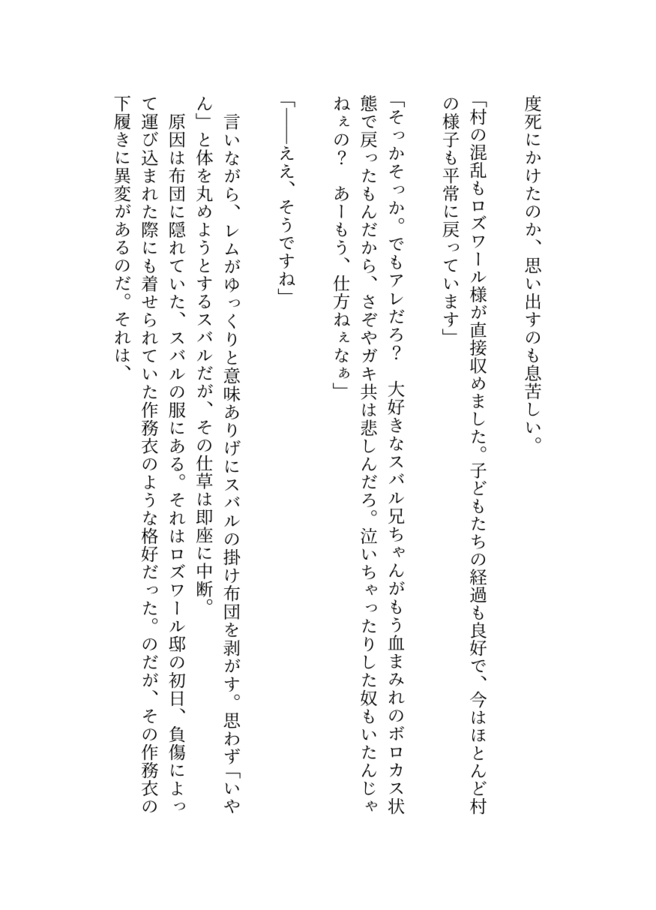 度死にかけたのか、思い出すのも息苦しい。
「村の混乱もロズワール様が直接収めました。子どもたちの経過も良好で、今はほとんど村
の様子も平常に戻っています」
「そっかそっか。でもアレだろ？　大好きなスバル兄ちゃんがもう血まみれのボロカス状
態で戻ったもんだから、さぞやガキ共は悲しんだろ。泣いちゃったりした奴もいたんじゃ
ねぇの？　あーもう、仕方ねぇなぁ」
「――ええ、そうですね」
　言いながら、レムがゆっくりと意味ありげにスバルの掛け布団を剥がす。思わず「いや
ん」と体を丸めようとするスバルだが、その仕草は即座に中断。
　原因は布団に隠れていた、スバルの服にある。それはロズワール邸の初日、負傷によっ
て運び込まれた際にも着せられていた作務衣のような格好だった。のだが、その作務衣の
下履きに異変があるのだ。それは、